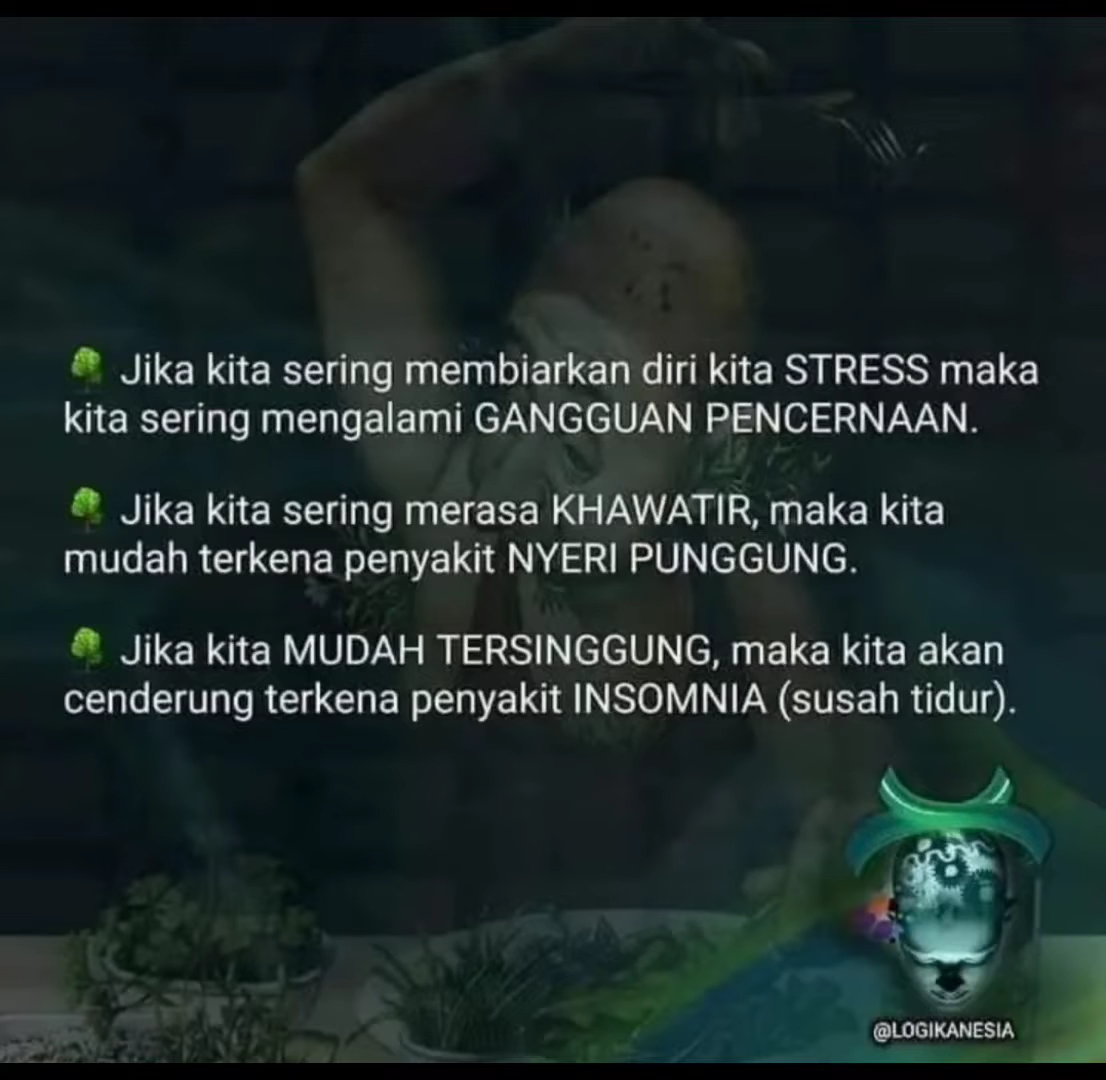 🌳 Jika kita sering membiarkan diri kita STRESS maka
kita sering mengalami GANGGUAN PENCERNAAN.
🌳 Jika kita sering merasa KHAWATIR, maka kita
mudah terkena penyakit NYERI PUNGGUNG.
🌳 Jika kita MUDAH TERSINGGUNG, maka kita akan
cenderung terkena penyakit INSOMNIA (susah tidur).
@LOGIKANESIA